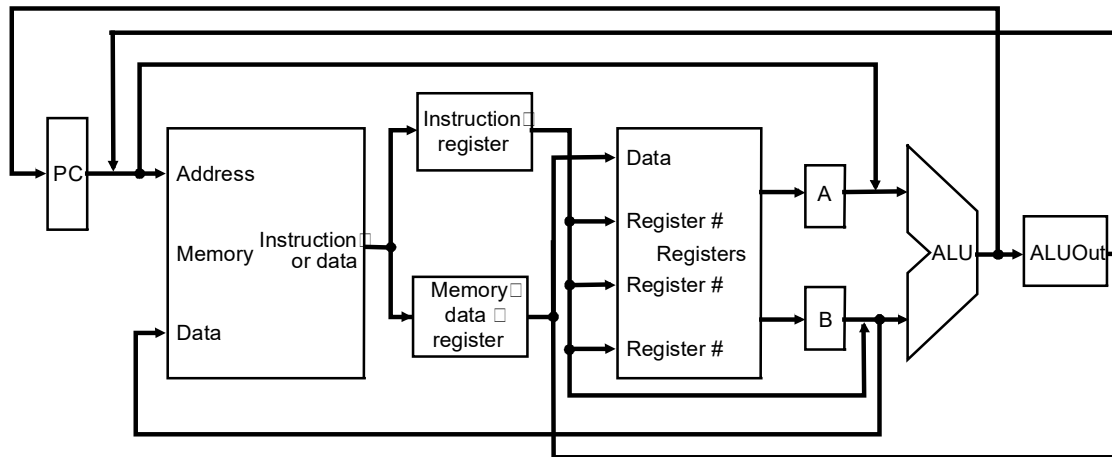 PC
Address
Memory
Instruction
or data
Data
Instruction
register
Memory
data
register
Data
Register #
Registers
Register #
Register #
A
B
ALU
ALUOut